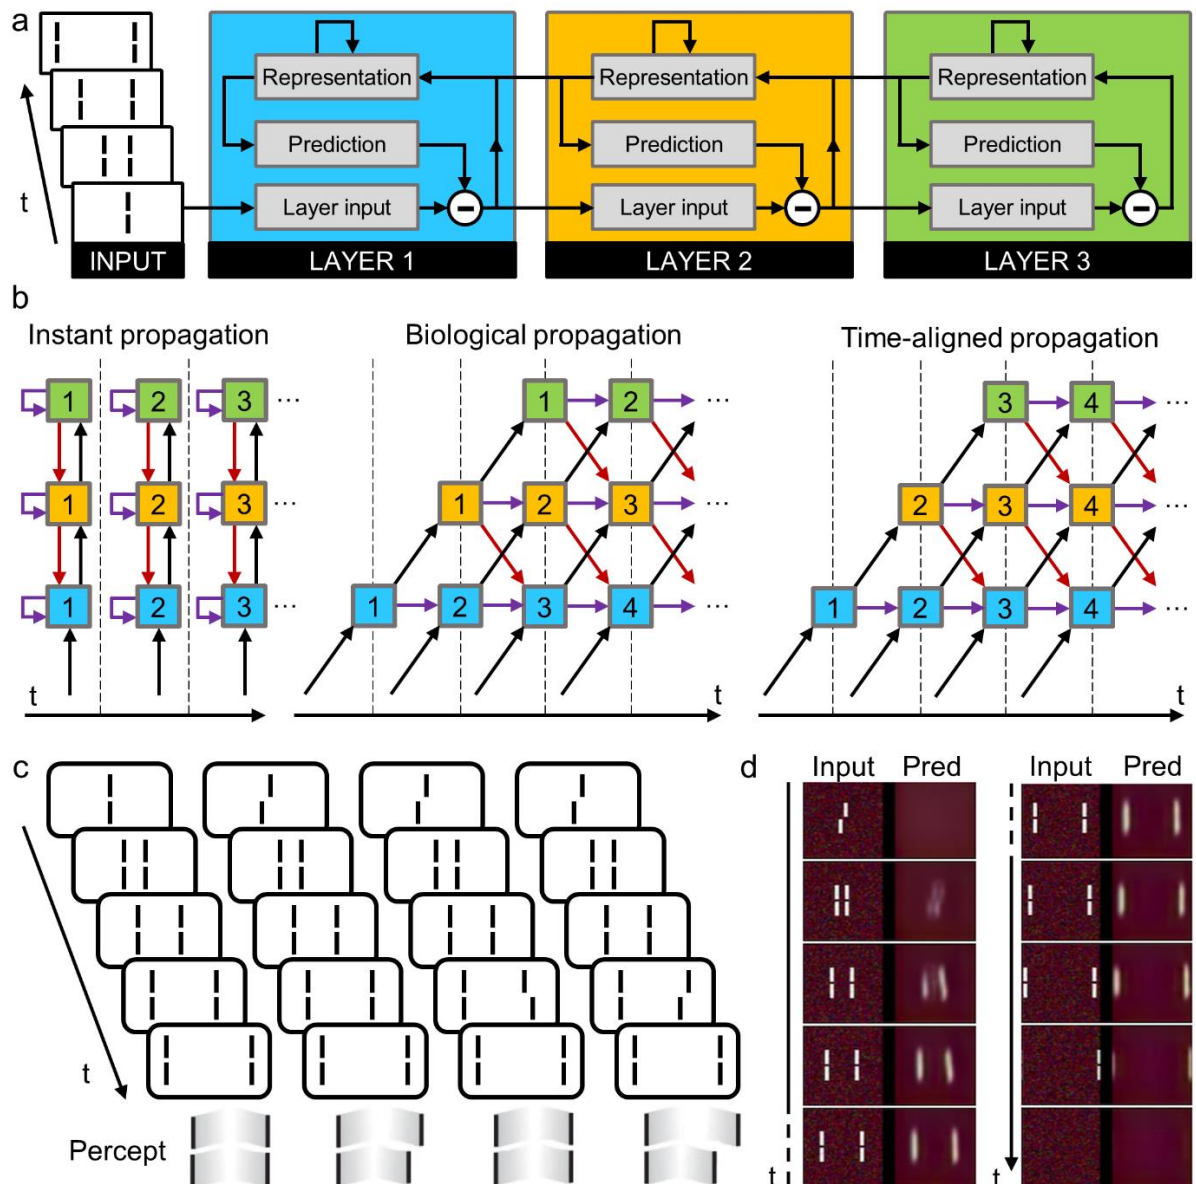 a
Representation
Representation
Representation
Prediction
Prediction
Prediction
t
Layer input
Layer input
Layer input
INPUT
LAYER 1
LAYER 2
LAYER 3
b
Instant propagation
Biological propagation
Time-aligned propagation
1 2 3 ...
1 2 ...
3 4 ...
1 2 3 ...
1 2 3 ...
2 3 4 ...
1 2 3 ...
1 2 3 4 ...
1 2 3 4 ...
t
t
t
c
t
Percept
d
Input Pred
Input Pred
t
t